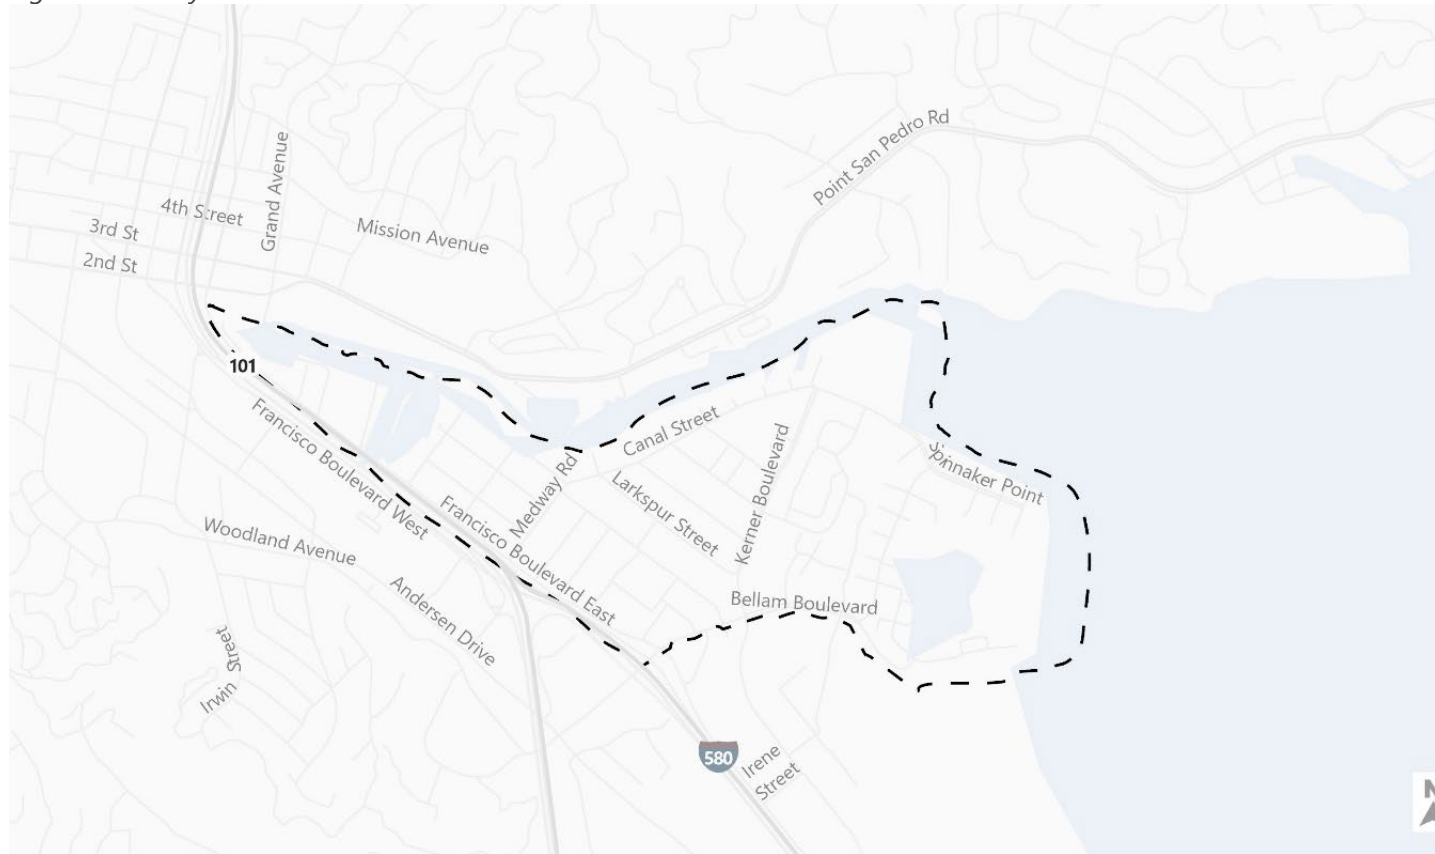 Point San Pedro Rd
Grand Avenue
4th Street
3rd St
Mission Avenue
2nd St
101
Francisco Boulevard West
Canal Street
Spinnaker Point
Medway Rd
Larkspur Street
Kerner Boulevard
Francisco Boulevard East
Woodland Avenue
Andersen Drive
Bellam Boulevard
Irwin Street
580
Irene
Street
N